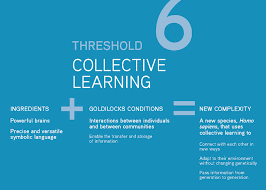 THRESHOLD 6
COLLECTIVE
LEARNING
INGREDIENTS
Powerful brains
Precise and versatile
symbolic language
+
GOLDILOCKS CONDITIONS
Interactions between individuals
and between communities
Enable the transfer and storage
of information
=
NEW COMPLEXITY
A new species, Homo
sapiens, that uses
collective learning to
Connect with each other in
new ways
Adapt to their environment
without changing genetically
Pass information from
generation to generation.